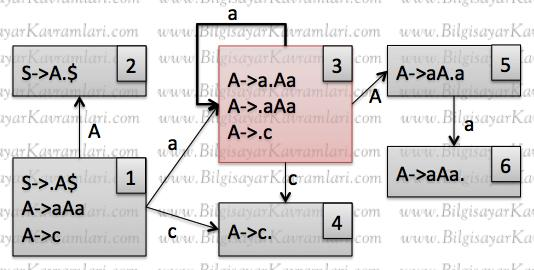 a
S->A.$ 2
A->a.Aa 3
A->.aAa
A->.c
A->aA.a 5
A
A
a
a
S->.A$ 1
A->aAa
A->c
c
A->aAa. 6
c
A->c. 4
www.BilgisayarKavramlari.com